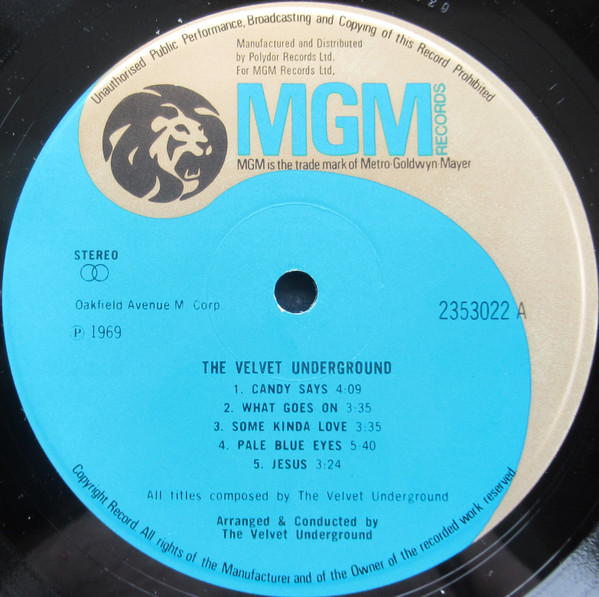 Unauthorised Public Performance, Broadcasting and Copying of this Record Prohibited
Manufactured and Distributed
by Polydor Records Ltd.
For MGM Records Ltd.
MGM
RECORDS
MGM is the trade mark of Metro-Goldwyn-Mayer
STEREO
Oakfield Avenue M. Corp.
℗ 1969
2353022 A
THE VELVET UNDERGROUND
1. CANDY SAYS 4:09
2. WHAT GOES ON 3:35
3. SOME KINDA LOVE 3:35
4. PALE BLUE EYES 5:40
5. JESUS 3:24
All titles composed by The Velvet Underground
Arranged & Conducted by
The Velvet Underground
Copyright Record. All rights of the Manufacturer and of the Owner of the recorded work reserved.